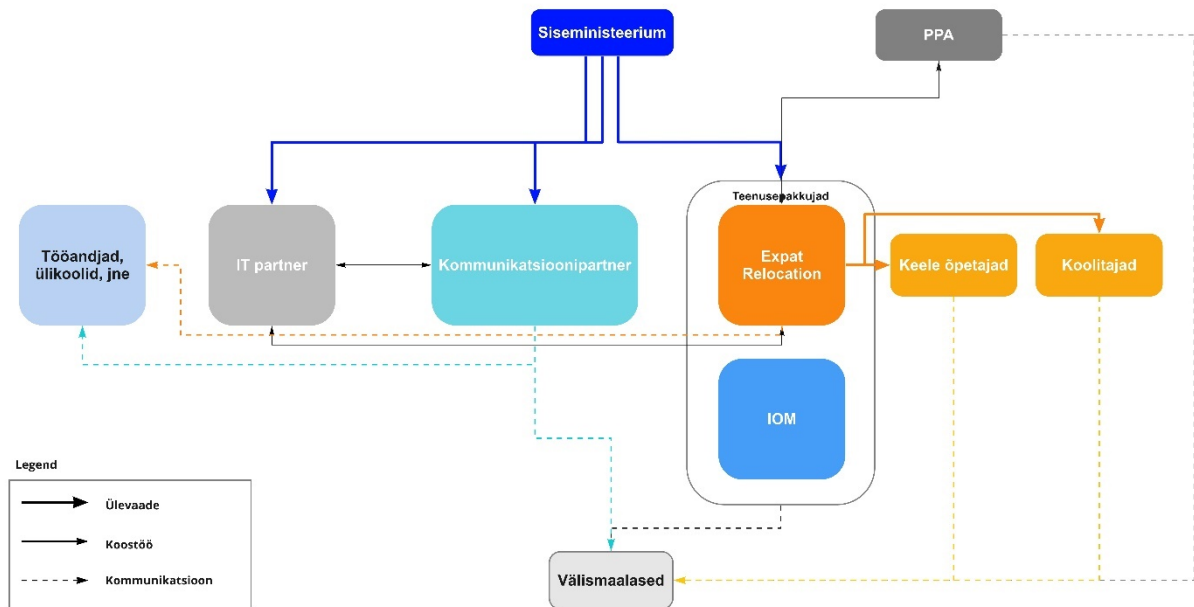 Siseministeerium
PPA
Teenusepakkujad
Tööandjad,
ülikoolid, jne
IT partner
Kommunikatsioonipartner
Expat
Relocation
Keele õpetajad
Koolitajad
IOM
Legend
Ülevaade
Koostöö
Kommunikatsioon
Välismaalased